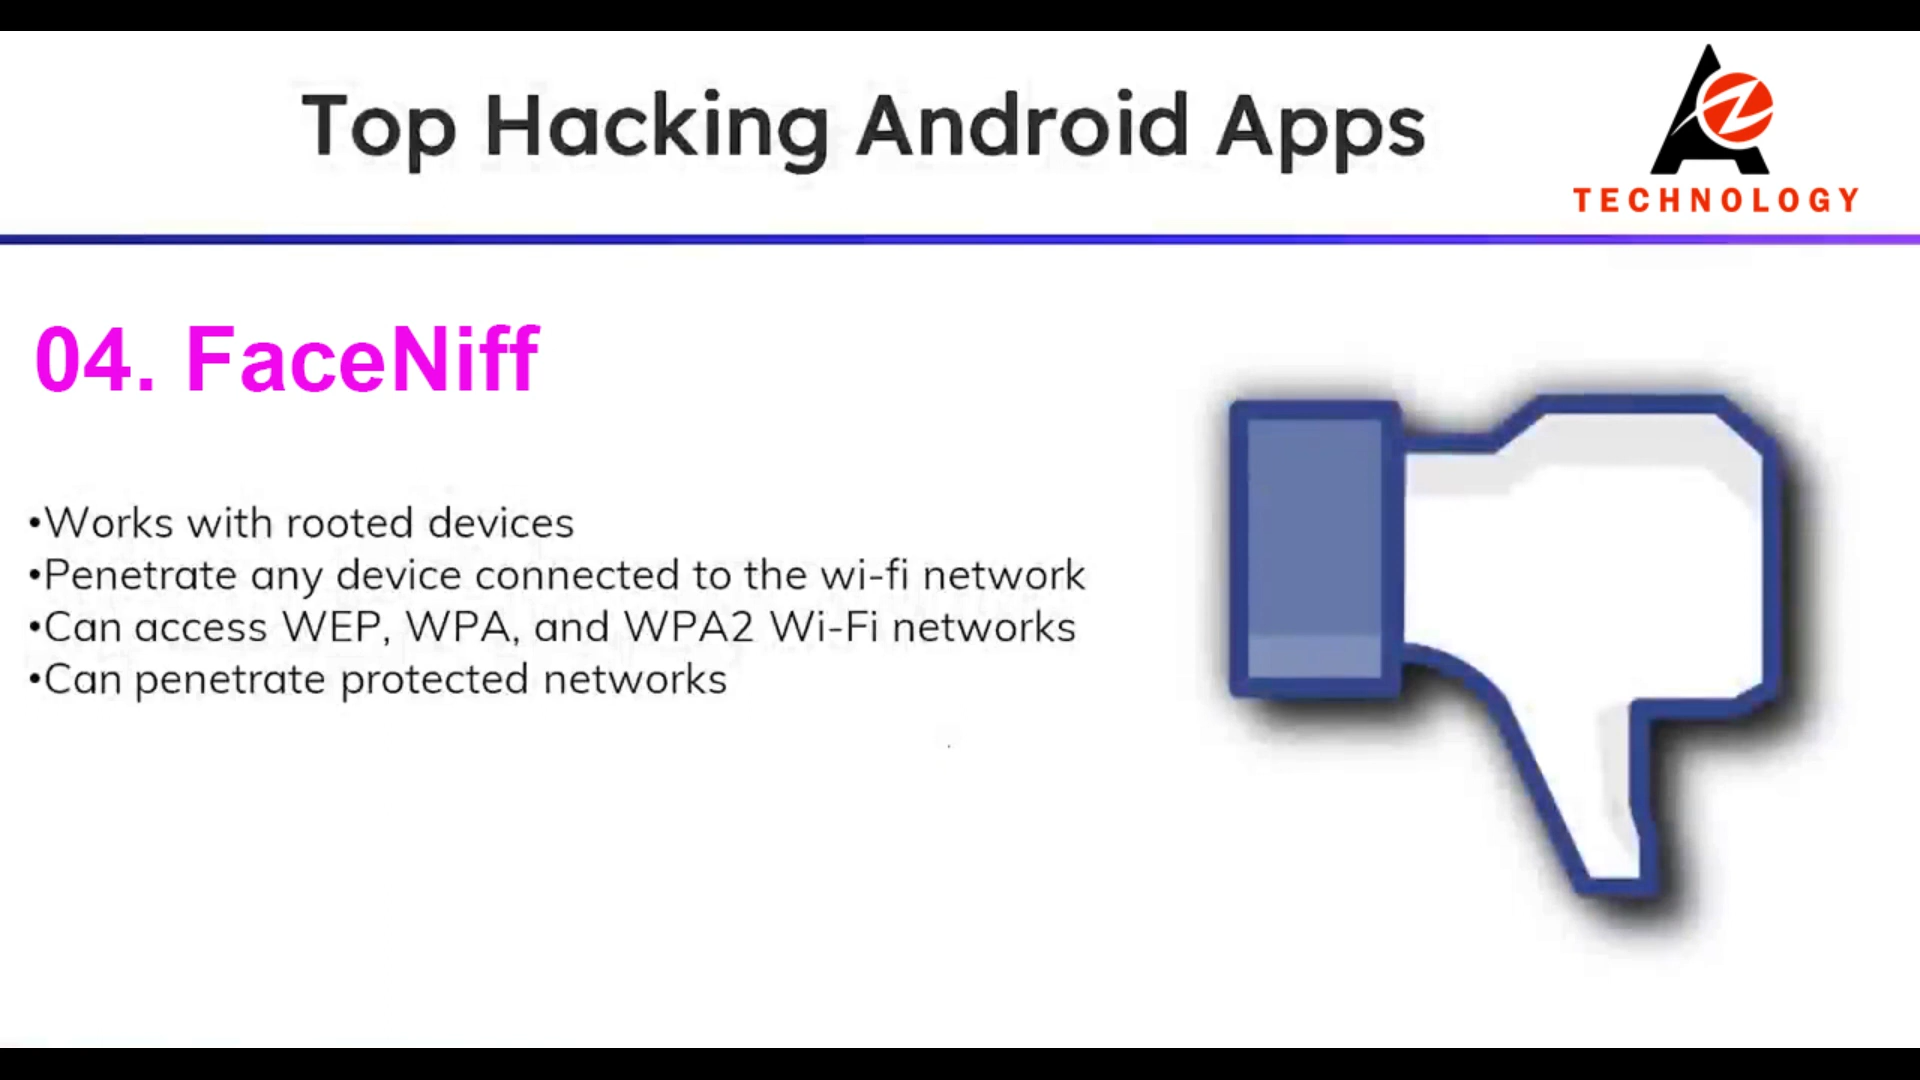 Top Hacking Android Apps
Z
TECHNOLOGY
04. FaceNiff
•Works with rooted devices
•Penetrate any device connected to the wi-fi network
•Can access WEP, WPA, and WPA2 Wi-Fi networks
•Can penetrate protected networks